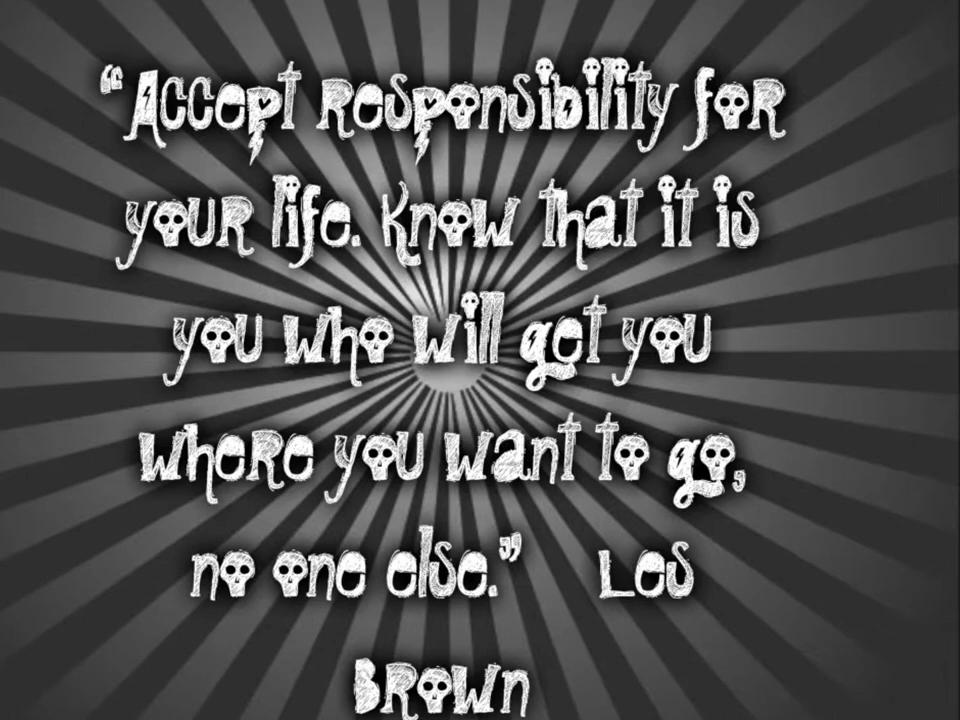 “Accept responsibility for
your life. Know that it is
you who will get you
where you want to go,
no one else.” Les
Brown